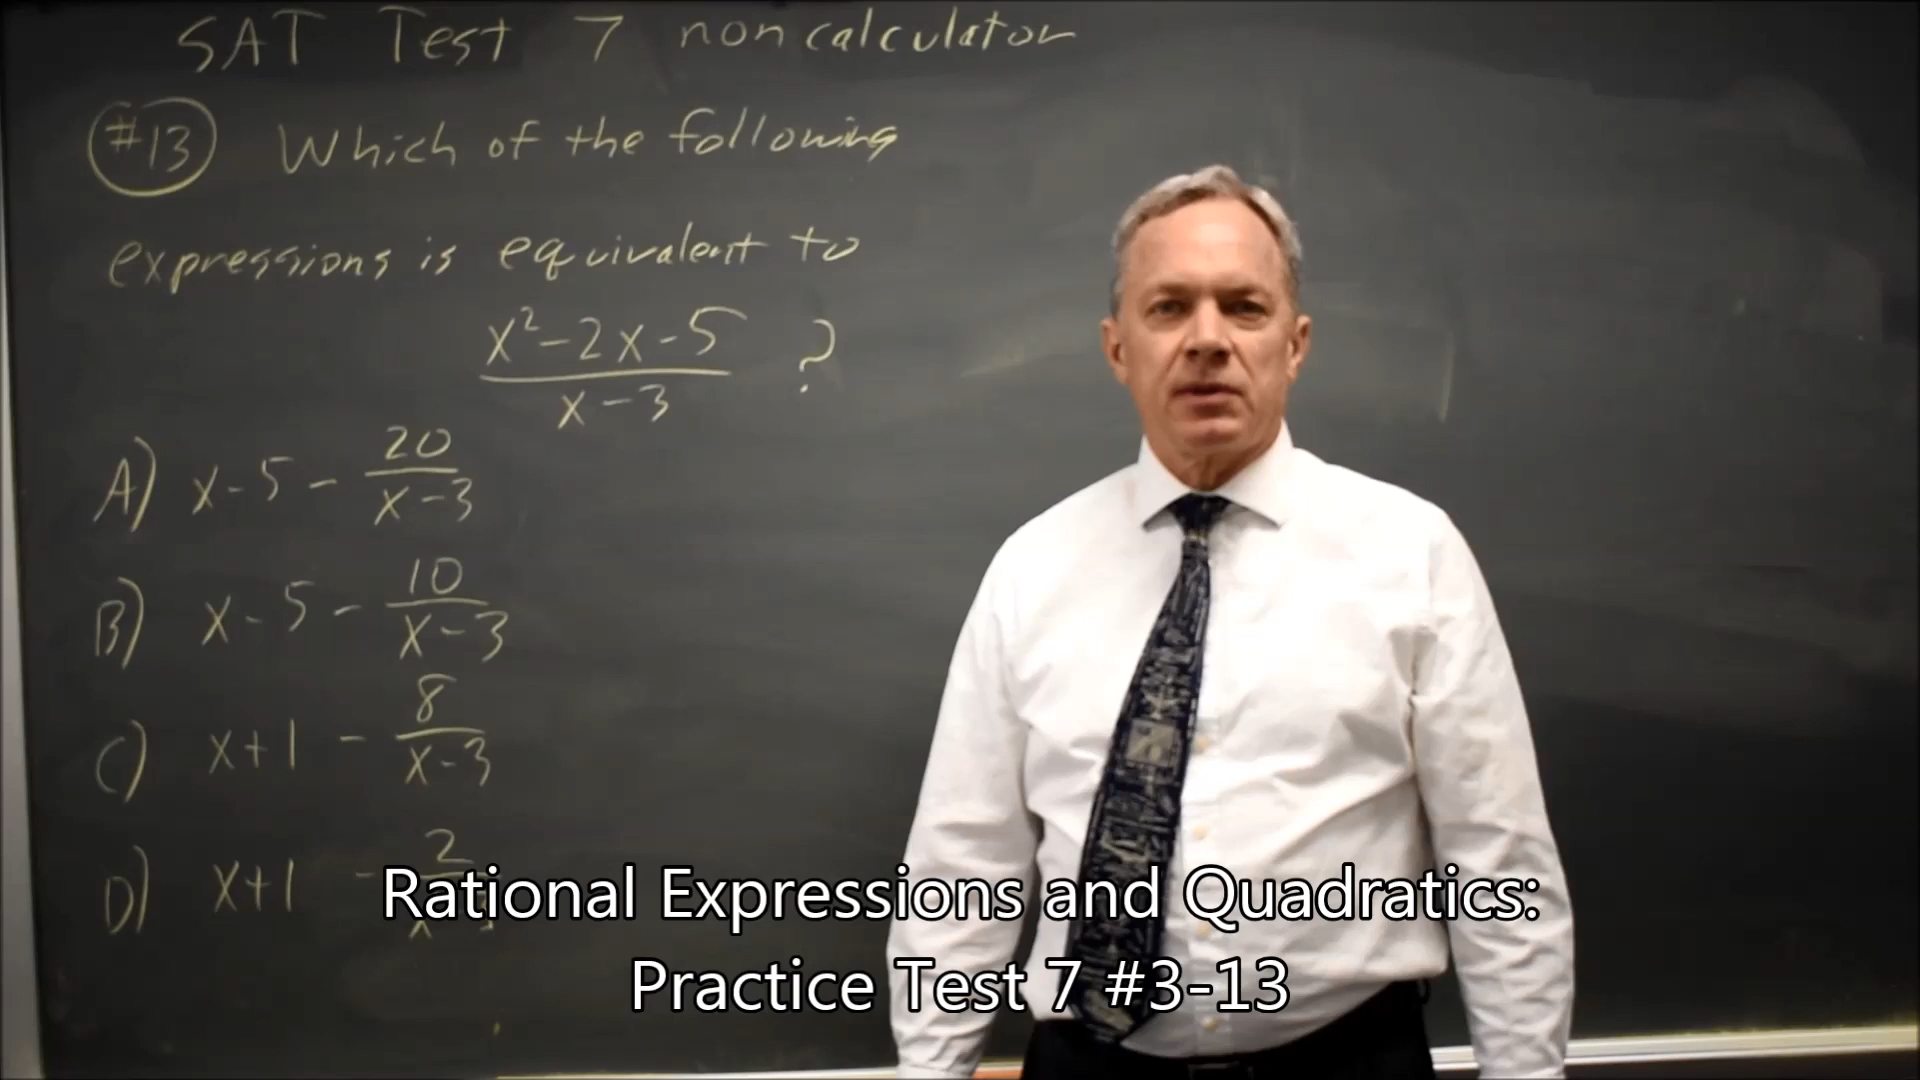 SAT Test 7 non calculator
#13 Which of the following
expressions is equivalent to
x²-2x-5
x-3
?
A) x-5 - 20
x-3
B) x-5 - 10
x-3
C) x+1 - 8
x-3
D) x+1 - 2
Rational Expressions and Quadratics:
Practice Test 7 #3-13